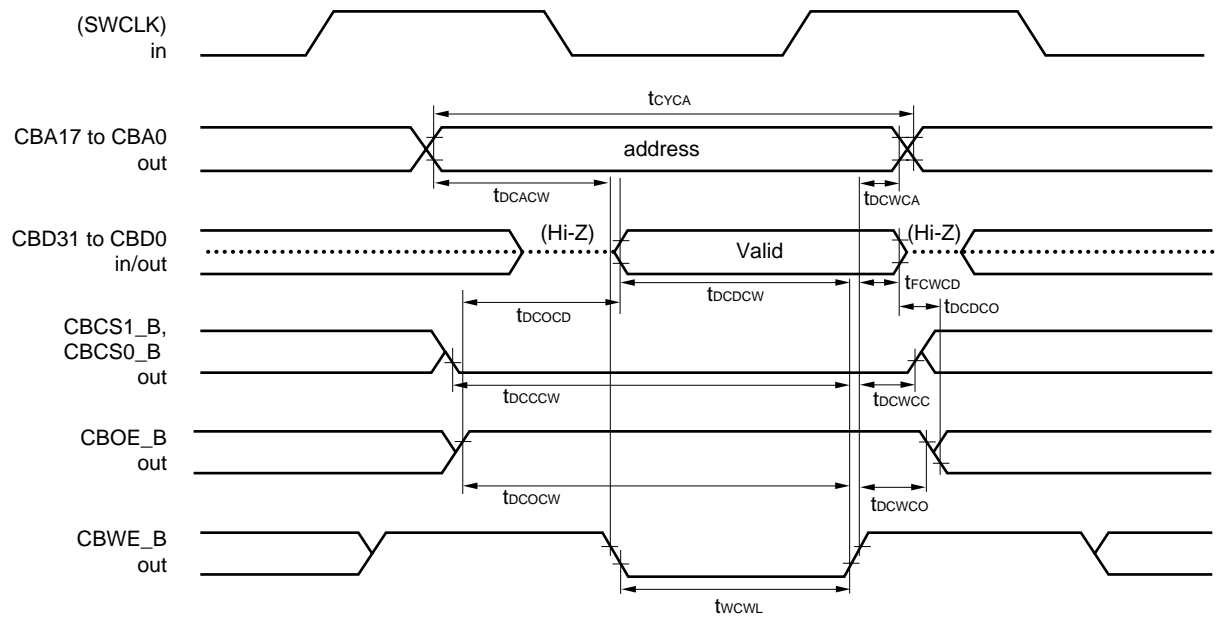 (SWCLK)
in
tCYCA
CBA17 to CBA0
out
address
tDCACW
tDCWCA
CBD31 to CBD0
in/out
(Hi-Z)
Valid
(Hi-Z)
tDCDCW
tFCWCD
tDCOCD
tDCDCO
CBCS1_B,
CBCS0_B
out
tDCCCW
tDCWCC
CBOE_B
out
tDCOCW
tDCWCO
CBWE_B
out
tWCWL